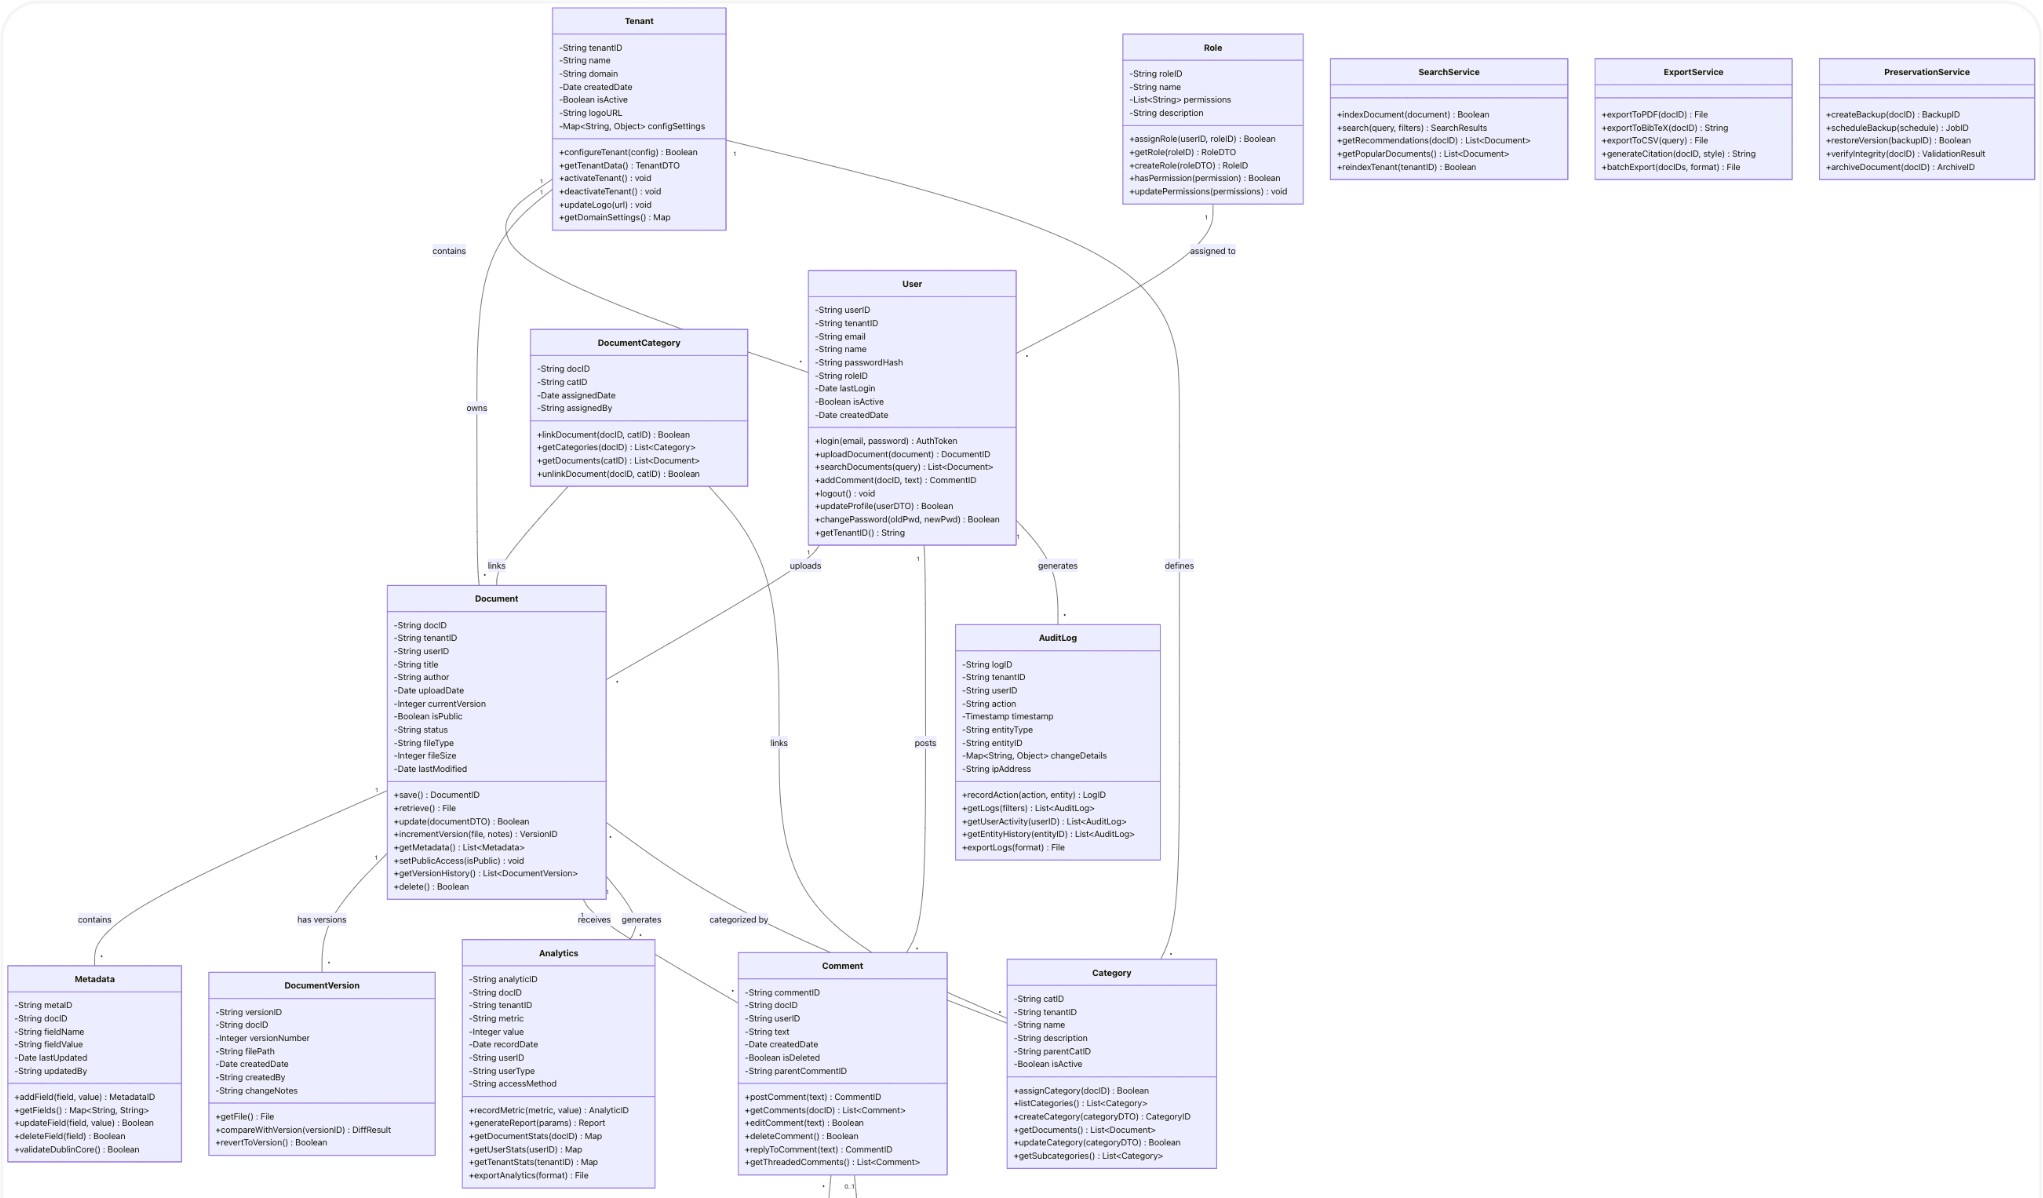 Tenant
-String tenantID
-String name
-String domain
-Date createdDate
-Boolean isActive
-String logoURL
-Map<String, Object> configSettings
+configureTenant(config) : Boolean
+getTenantData() : TenantDTO
+activateTenant() : void
+deactivateTenant() : void
+updateLogo(url) : void
+getDomainSettings() : Map
1
1
1
Role
-String roleID
-String name
-List<String> permissions
-String description
+assignRole(userID, roleID) : Boolean
+getRole(roleID) : RoleDTO
+createRole(roleDTO) : RoleID
+hasPermission(permission) : Boolean
+updatePermissions(permissions) : void
1
SearchService
+indexDocument(document) : Boolean
+search(query, filters) : SearchResults
+getRecommendations(docID) : List<Document>
+getPopularDocuments() : List<Document>
+reindexTenant(tenantID) : Boolean
ExportService
+exportToPDF(docID) : File
+exportToBibTeX(docID) : String
+exportToCSV(query) : File
+generateCitation(docID, style) : String
+batchExport(docIDs, format) : File
PreservationService
+createBackup(docID) : BackupID
+scheduleBackup(schedule) : JobID
+restoreVersion(backupID) : Boolean
+verifyIntegrity(docID) : ValidationResult
+archiveDocument(docID) : ArchiveID
contains
assigned to
User
-String userID
-String tenantID
-String email
-String name
-String passwordHash
-String roleID
-Date lastLogin
-Boolean isActive
-Date createdDate
+login(email, password) : AuthToken
+uploadDocument(document) : DocumentID
+searchDocuments(query) : List<Document>
+addComment(docID, text) : CommentID
+logout() : void
+updateProfile(userDTO) : Boolean
+changePassword(oldPwd, newPwd) : Boolean
+getTenantID() : String
*
*
1
1
1
DocumentCategory
-String docID
-String catID
-Date assignedDate
-String assignedBy
+linkDocument(docID, catID) : Boolean
+getCategories(docID) : List<Category>
+getDocuments(catID) : List<Document>
+unlinkDocument(docID, catID) : Boolean
owns
links
uploads
generates
defines
*
Document
-String docID
-String tenantID
-String userID
-String title
-String author
-Date uploadDate
-Integer currentVersion
-Boolean isPublic
-String status
-String fileType
-Integer fileSize
-Date lastModified
+save() : DocumentID
+retrieve() : File
+update(documentDTO) : Boolean
+incrementVersion(file, notes) : VersionID
+getMetadata() : List<Metadata>
+setPublicAccess(isPublic) : void
+getVersionHistory() : List<DocumentVersion>
+delete() : Boolean
*
1
1
*
1
1
links
posts
*
AuditLog
-String logID
-String tenantID
-String userID
-String action
-Timestamp timestamp
-String entityType
-String entityID
-Map<String, Object> changeDetails
-String ipAddress
+recordAction(action, entity) : LogID
+getLogs(filters) : List<AuditLog>
+getUserActivity(userID) : List<AuditLog>
+getEntityHistory(entityID) : List<AuditLog>
+exportLogs(format) : File
contains
has versions
receives
generates
categorized by
*
Metadata
-String metaID
-String docID
-String fieldName
-String fieldValue
-Date lastUpdated
-String updatedBy
+addField(field, value) : MetadataID
+getFields() : Map<String, String>
+updateField(field, value) : Boolean
+deleteField(field) : Boolean
+validateDublinCore() : Boolean
*
DocumentVersion
-String versionID
-String docID
-Integer versionNumber
-String filePath
-Date createdDate
-String createdBy
-String changeNotes
+getFile() : File
+compareWithVersion(versionID) : DiffResult
+revertToVersion() : Boolean
*
Analytics
-String analyticID
-String docID
-String tenantID
-String metric
-Integer value
-Date recordDate
-String userID
-String userType
-String accessMethod
+recordMetric(metric, value) : AnalyticID
+generateReport(params) : Report
+getDocumentStats(docID) : Map
+getUserStats(userID) : Map
+getTenantStats(tenantID) : Map
+exportAnalytics(format) : File
*
*
Comment
-String commentID
-String docID
-String userID
-String text
-Date createdDate
-Boolean isDeleted
-String parentCommentID
+postComment(text) : CommentID
+getComments(docID) : List<Comment>
+editComment(text) : Boolean
+deleteComment() : Boolean
+replyToComment(text) : CommentID
+getThreadedComments() : List<Comment>
*
0..1
*
*
Category
-String catID
-String tenantID
-String name
-String description
-String parentCatID
-Boolean isActive
+assignCategory(docID) : Boolean
+listCategories() : List<Category>
+createCategory(categoryDTO) : CategoryID
+getDocuments() : List<Document>
+updateCategory(categoryDTO) : Boolean
+getSubcategories() : List<Category>